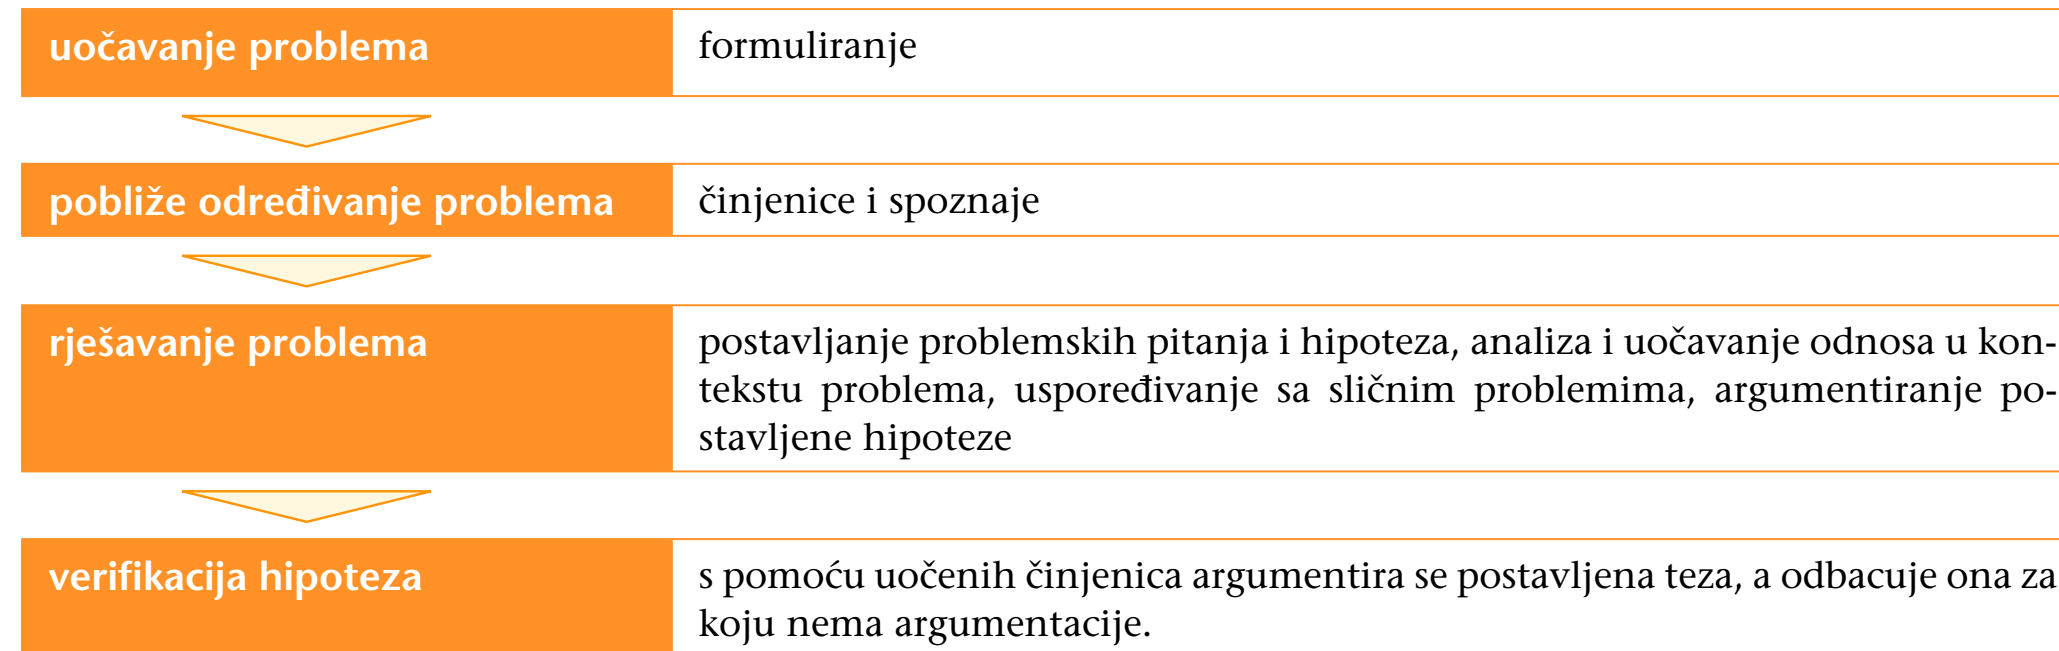 uočavanje problema
formuliranje
pobliže određivanje problema
činjenice i spoznaje
rješavanje problema
postavljanje problemskih pitanja i hipoteza, analiza i uočavanje odnosa u kon-
tekstu problema, uspoređivanje sa sličnim problemima, argumentiranje po-
stavljene hipoteze
verifikacija hipoteza
s pomoću uočenih činjenica argumentira se postavljena teza, a odbacuje ona za
koju nema argumentacije.